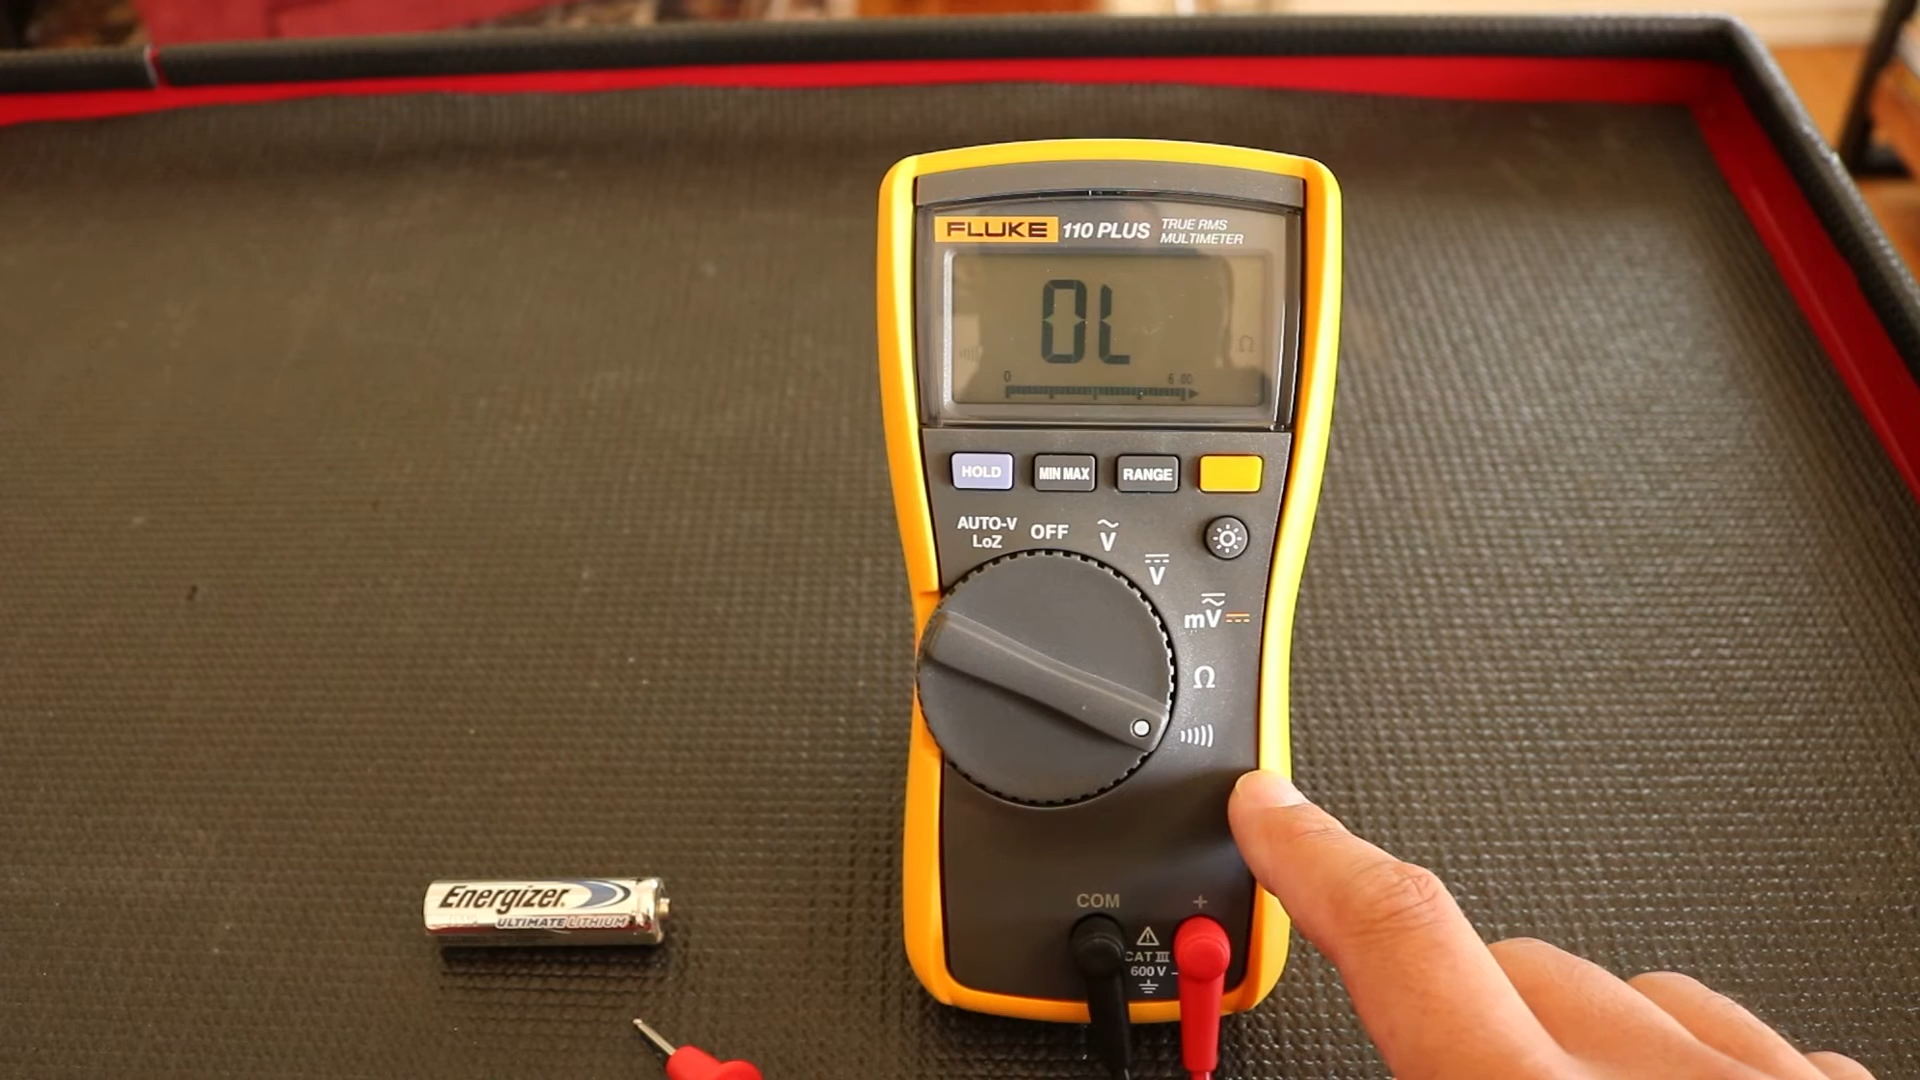 FLUKE 110 PLUS TRUE RMS
MULTIMETER
OL
Ω
0 600
HOLD MIN MAX RANGE
AUTO-V
LoZ
OFF
V
V
mV
Ω
COM +
CAT III
600 V
Energizer
ULTIMATE LITHIUM